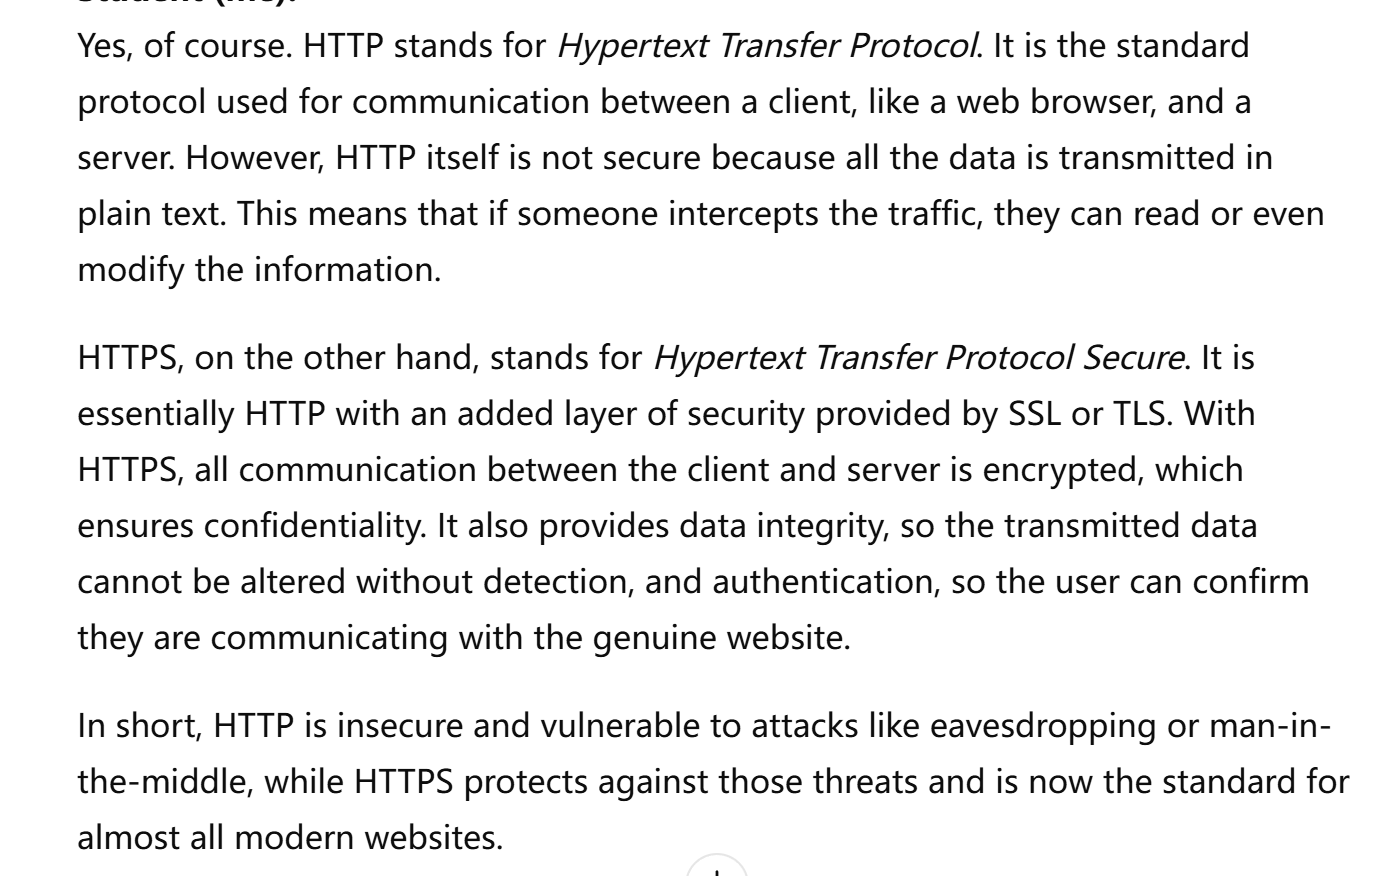 Student (me):
Yes, of course. HTTP stands for Hypertext Transfer Protocol. It is the standard
protocol used for communication between a client, like a web browser, and a
server. However, HTTP itself is not secure because all the data is transmitted in
plain text. This means that if someone intercepts the traffic, they can read or even
modify the information.
HTTPS, on the other hand, stands for Hypertext Transfer Protocol Secure. It is
essentially HTTP with an added layer of security provided by SSL or TLS. With
HTTPS, all communication between the client and server is encrypted, which
ensures confidentiality. It also provides data integrity, so the transmitted data
cannot be altered without detection, and authentication, so the user can confirm
they are communicating with the genuine website.
In short, HTTP is insecure and vulnerable to attacks like eavesdropping or man-in-
the-middle, while HTTPS protects against those threats and is now the standard for
almost all modern websites.